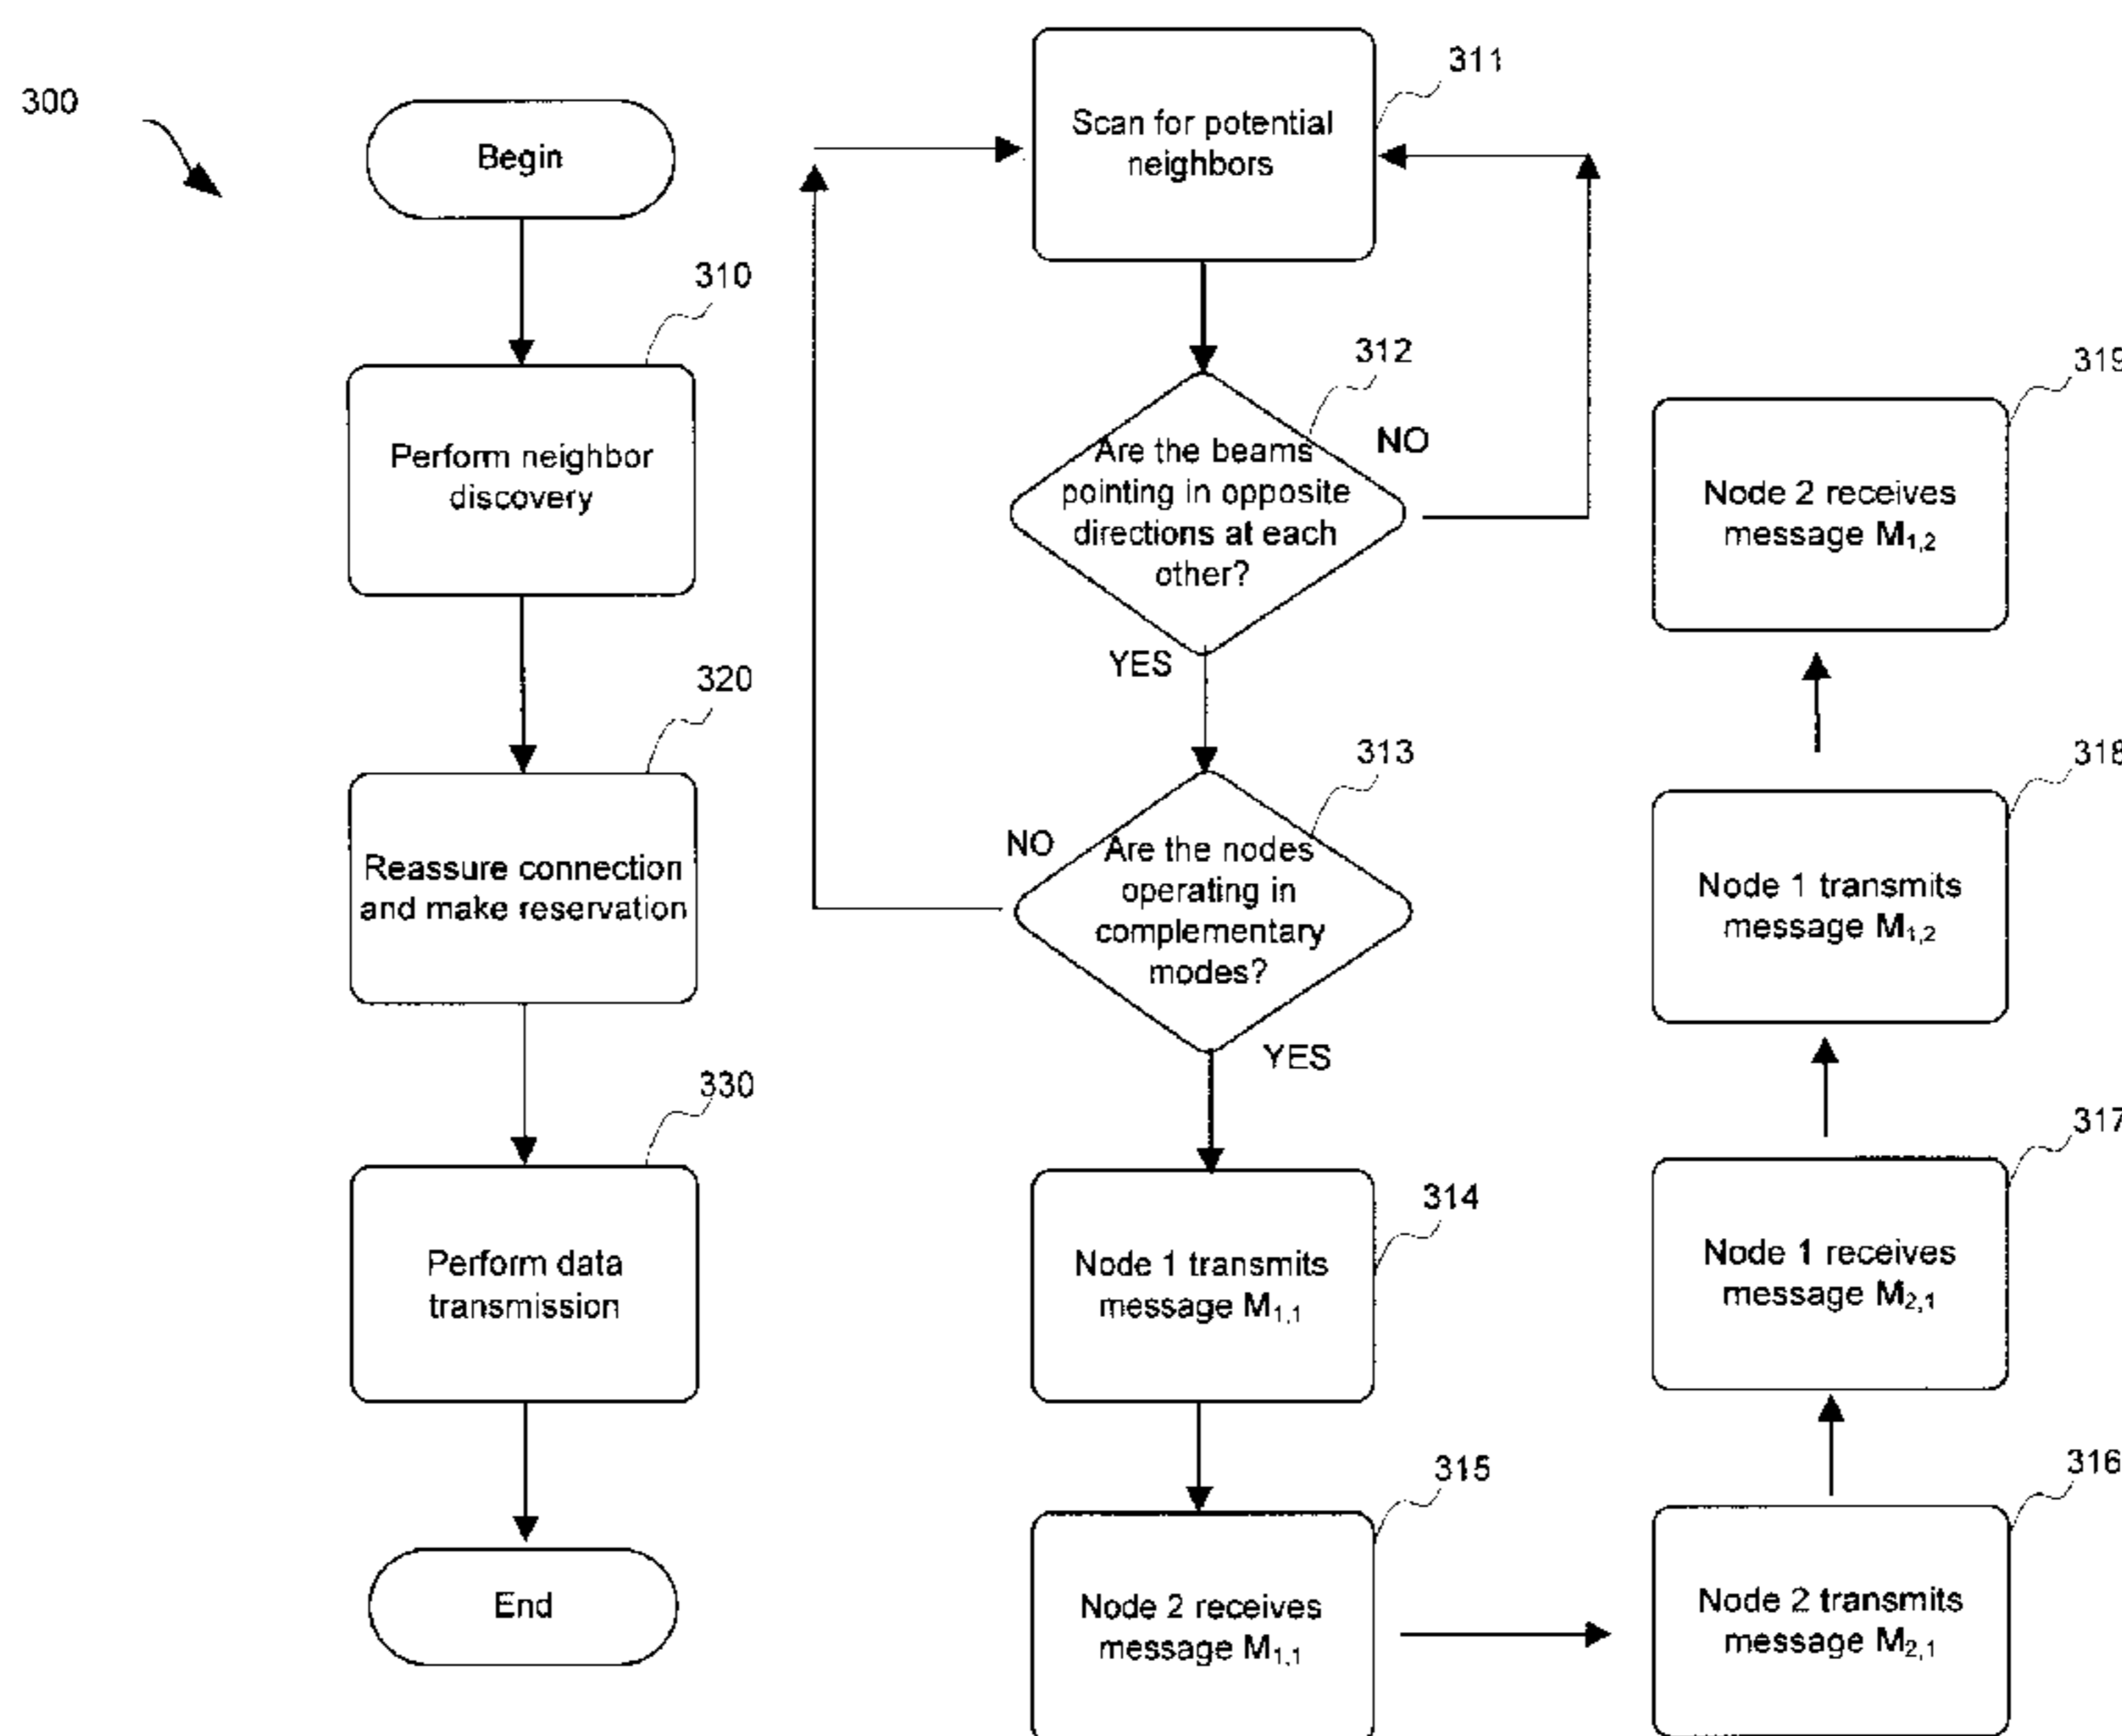 300
Begin
310
Perform neighbor
discovery
320
Reassure connection
and make reservation
330
Perform data
transmission
End
311
Scan for potential
neighbors
312
Are the beams
pointing in opposite
directions at each
other?
NO
YES
313
Are the nodes
operating in
complementary
modes?
NO
YES
314
Node 1 transmits
message M1,1
315
Node 2 receives
message M1,1
316
Node 2 transmits
message M2,1
317
Node 1 receives
message M2,1
318
Node 1 transmits
message M1,2
319
Node 2 receives
message M1,2